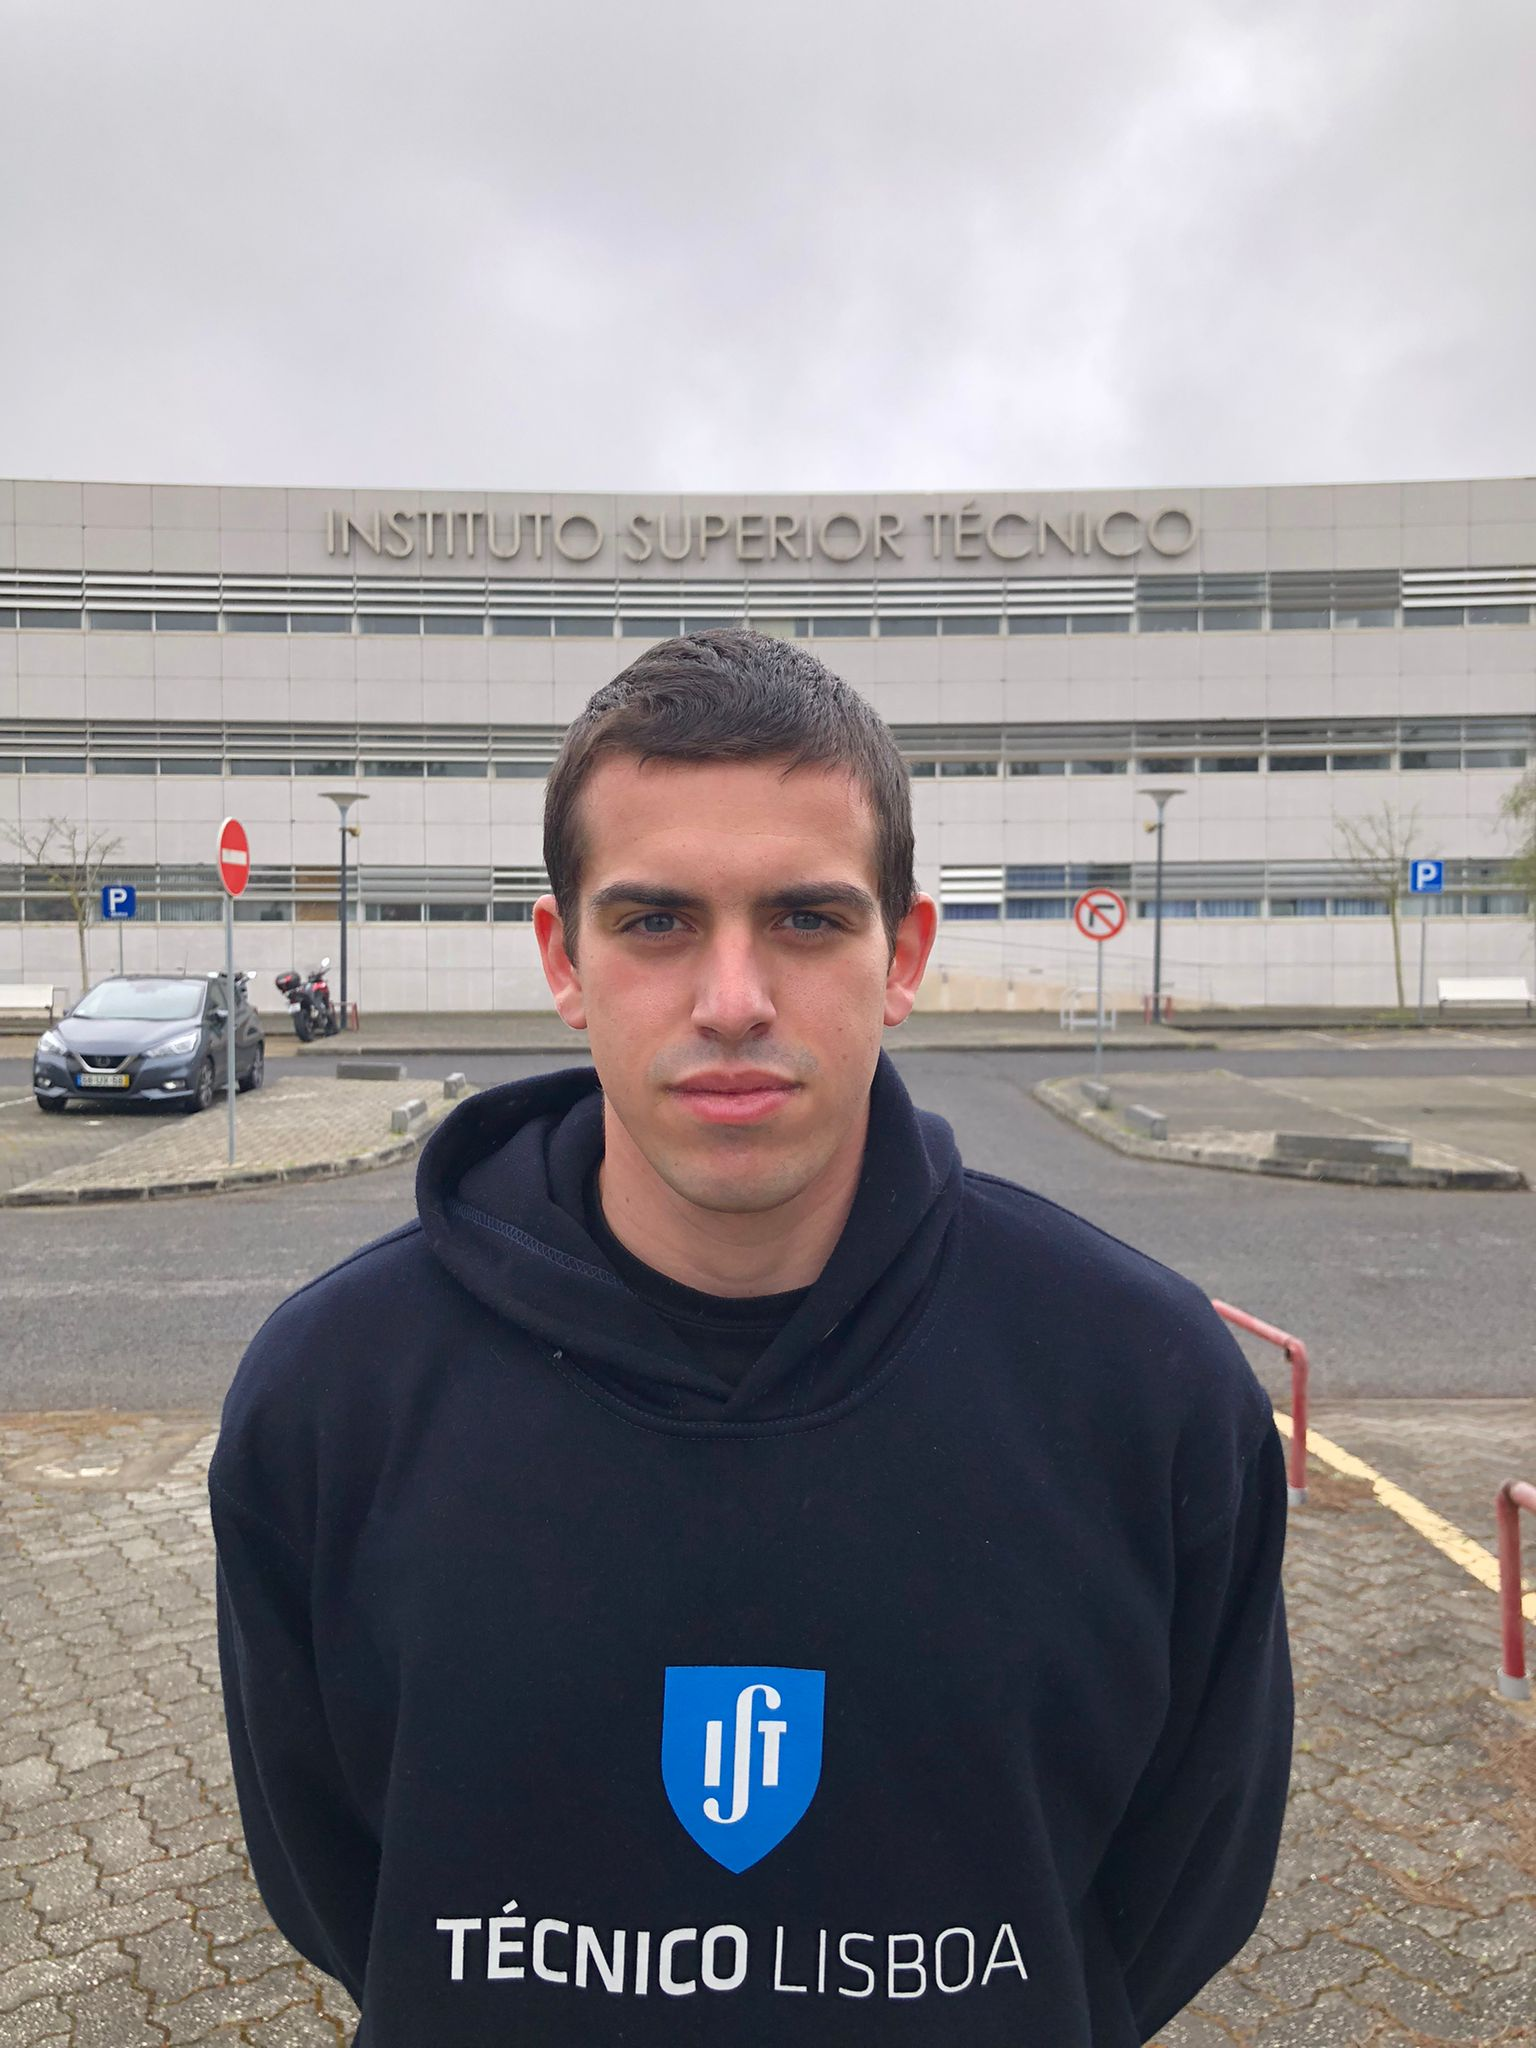 INSTITUTO SUPERIOR TÉCNICO
P
P
IST
TÉCNICO LISBOA